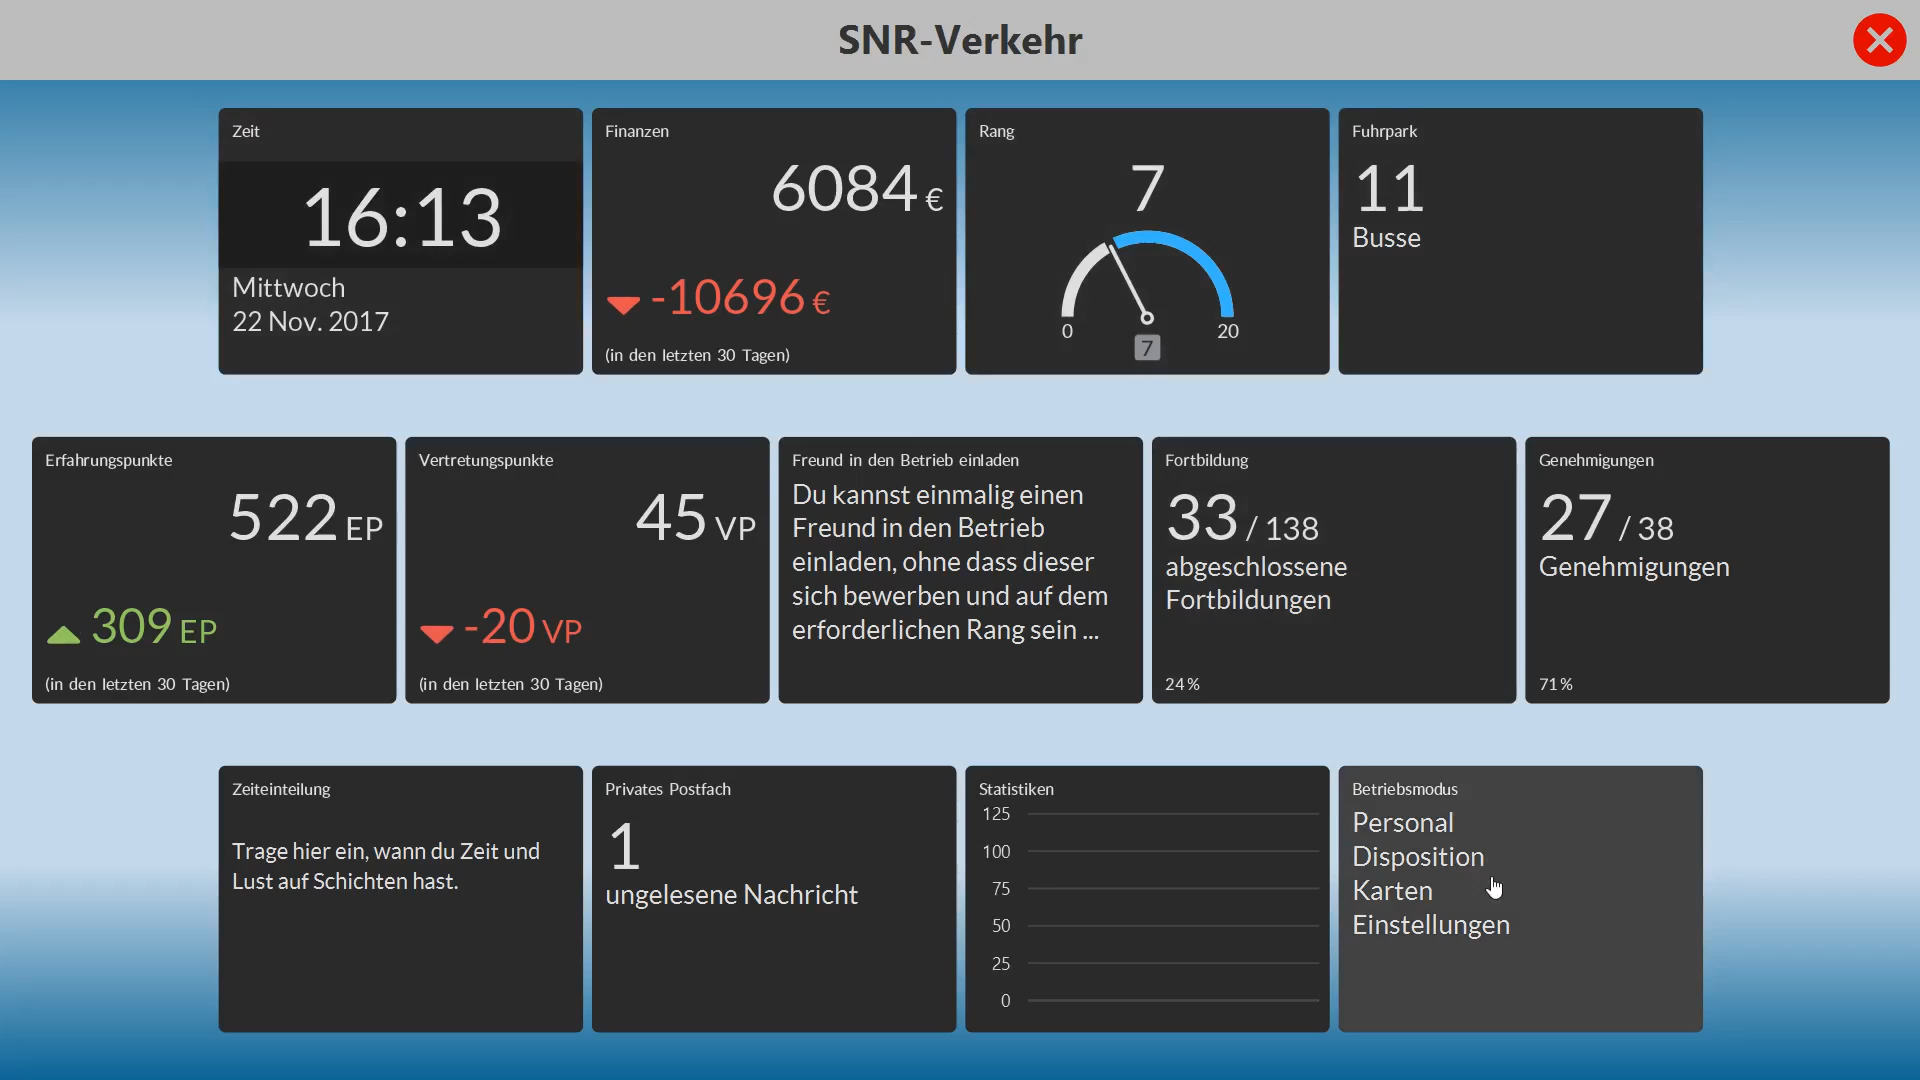 SNR-Verkehr
Zeit
16:13
Mittwoch
22 Nov. 2017
Finanzen
6084 €
-10696 €
(in den letzten 30 Tagen)
Rang
7
0
20
7
Fuhrpark
11
Busse
Erfahrungspunkte
522 EP
309 EP
(in den letzten 30 Tagen)
Vertretungspunkte
45 VP
-20 VP
(in den letzten 30 Tagen)
Freund in den Betrieb einladen
Du kannst einmalig einen
Freund in den Betrieb
einladen, ohne dass dieser
sich bewerben und auf dem
erforderlichen Rang sein ...
Fortbildung
33 / 138
abgeschlossene
Fortbildungen
24 %
Genehmigungen
27 / 38
Genehmigungen
71 %
Zeiteinteilung
Trage hier ein, wann du Zeit und
Lust auf Schichten hast.
Privates Postfach
1
ungelesene Nachricht
Statistiken
125
100
75
50
25
0
Betriebsmodus
Personal
Disposition
Karten
Einstellungen